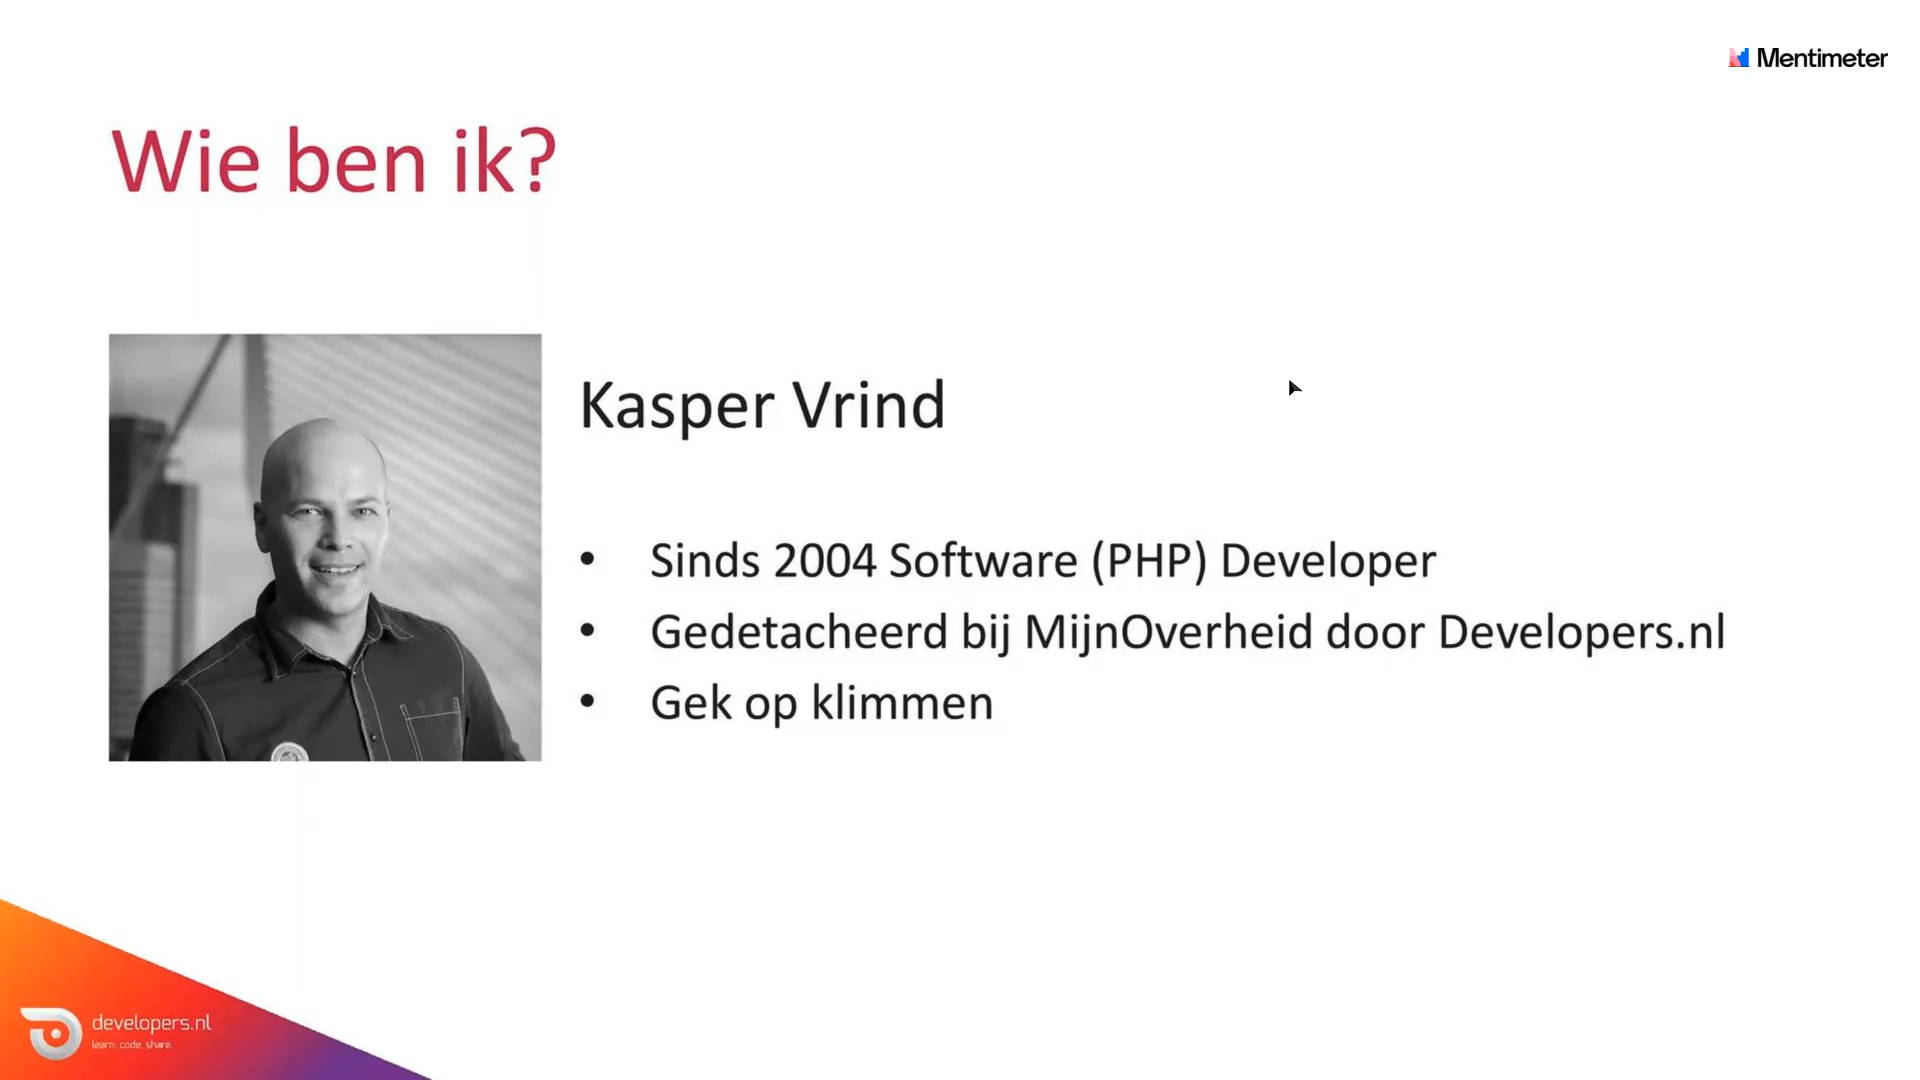 Mentimeter
Wie ben ik?
Kasper Vrind
• Sinds 2004 Software (PHP) Developer
• Gedetacheerd bij MijnOverheid door Developers.nl
• Gek op klimmen
developers.nl
learn. code. share.